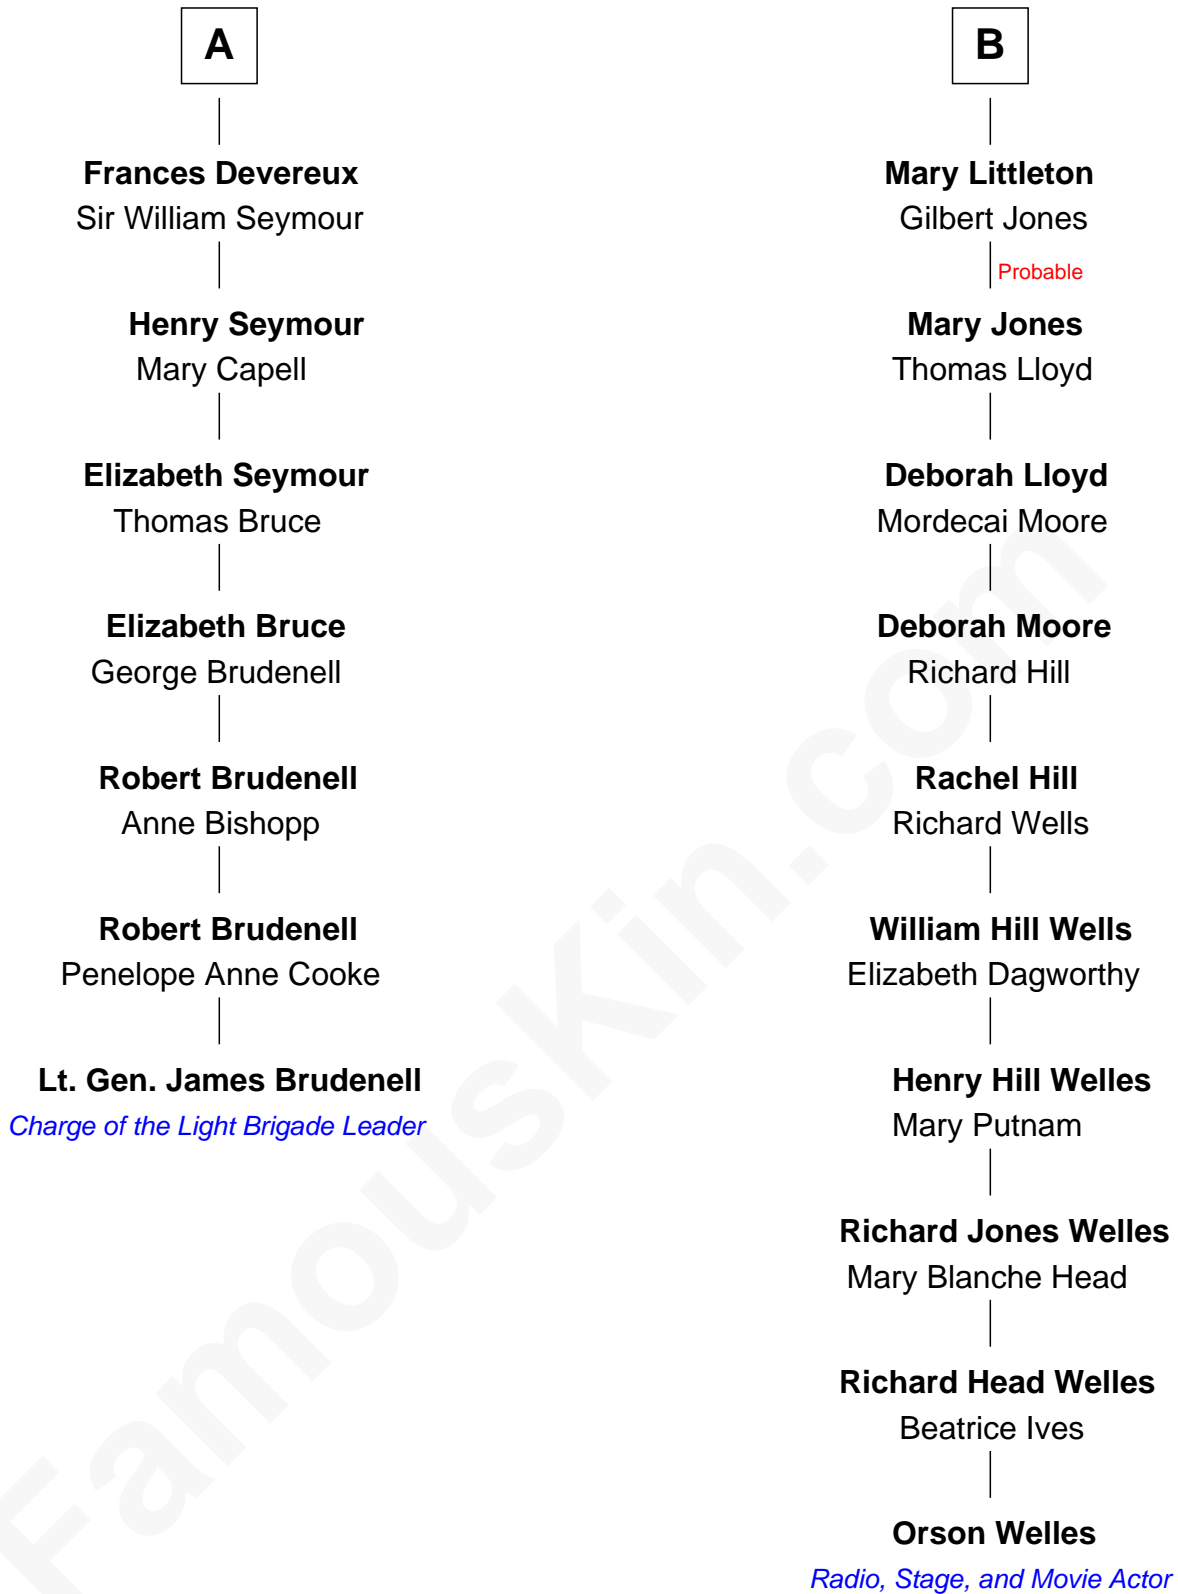 A
Frances Devereux
Sir William Seymour
Henry Seymour
Mary Capell
Elizabeth Seymour
Thomas Bruce
Elizabeth Bruce
George Brudenell
Robert Brudenell
Anne Bishopp
Robert Brudenell
Penelope Anne Cooke
Lt. Gen. James Brudenell
Charge of the Light Brigade Leader
B
Mary Littleton
Gilbert Jones
Probable
Mary Jones
Thomas Lloyd
Deborah Lloyd
Mordecai Moore
Deborah Moore
Richard Hill
Rachel Hill
Richard Wells
William Hill Wells
Elizabeth Dagworthy
Henry Hill Welles
Mary Putnam
Richard Jones Welles
Mary Blanche Head
Richard Head Welles
Beatrice Ives
Orson Welles
Radio, Stage, and Movie Actor
FamousKin.com